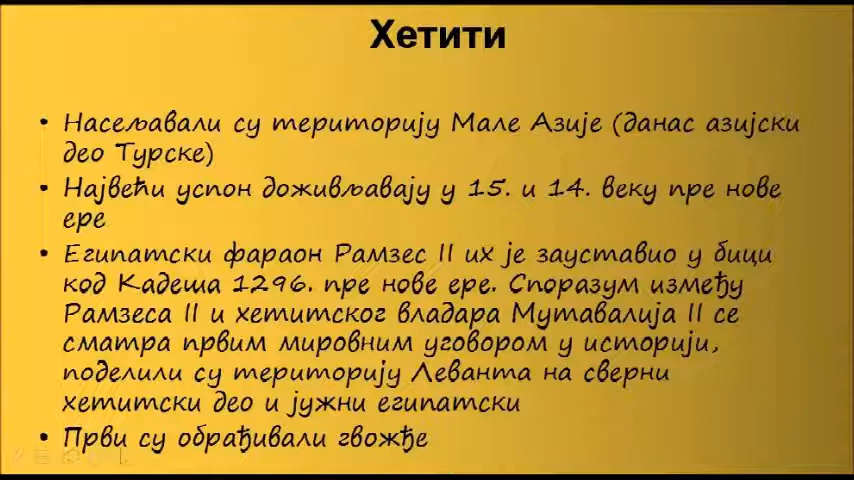 Хетити
• Насељавали су територију Мале Азије (данас азијски
део Турске)
• Највећи успон доживљавају у 15. и 14. веку пре нове
ере
• Египатски фараон Рамзес II их је зауставио у бици
код Кадеша 1296. пре нове ере. Споразум између
Рамзеса II и хетитског владара Мутавалија II се
сматра првим мировним уговором у историји,
поделили су територију Леванта на сверни
хетитски део и јужни египатски
• Први су обрађивали гвожђе